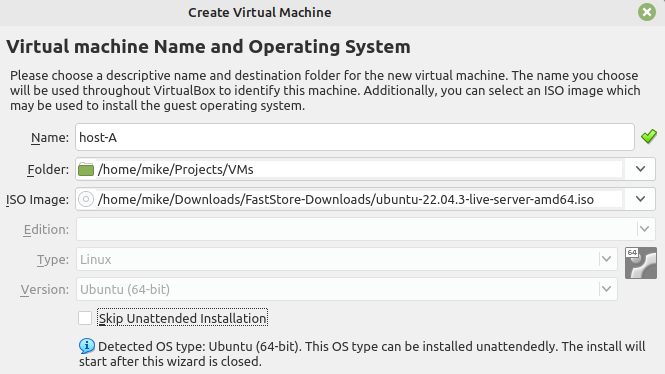 Create Virtual Machine
Virtual machine Name and Operating System
Please choose a descriptive name and destination folder for the new virtual machine. The name you choose
will be used throughout VirtualBox to identify this machine. Additionally, you can select an ISO image which
may be used to install the guest operating system.
Name: host-A
Folder: /home/mike/Projects/VMs
ISO Image: /home/mike/Downloads/FastStore-Downloads/ubuntu-22.04.3-live-server-amd64.iso
Edition:
Type: Linux 64
Version: Ubuntu (64-bit)
Skip Unattended Installation
Detected OS type: Ubuntu (64-bit). This OS type can be installed unattendedly. The install will
start after this wizard is closed.